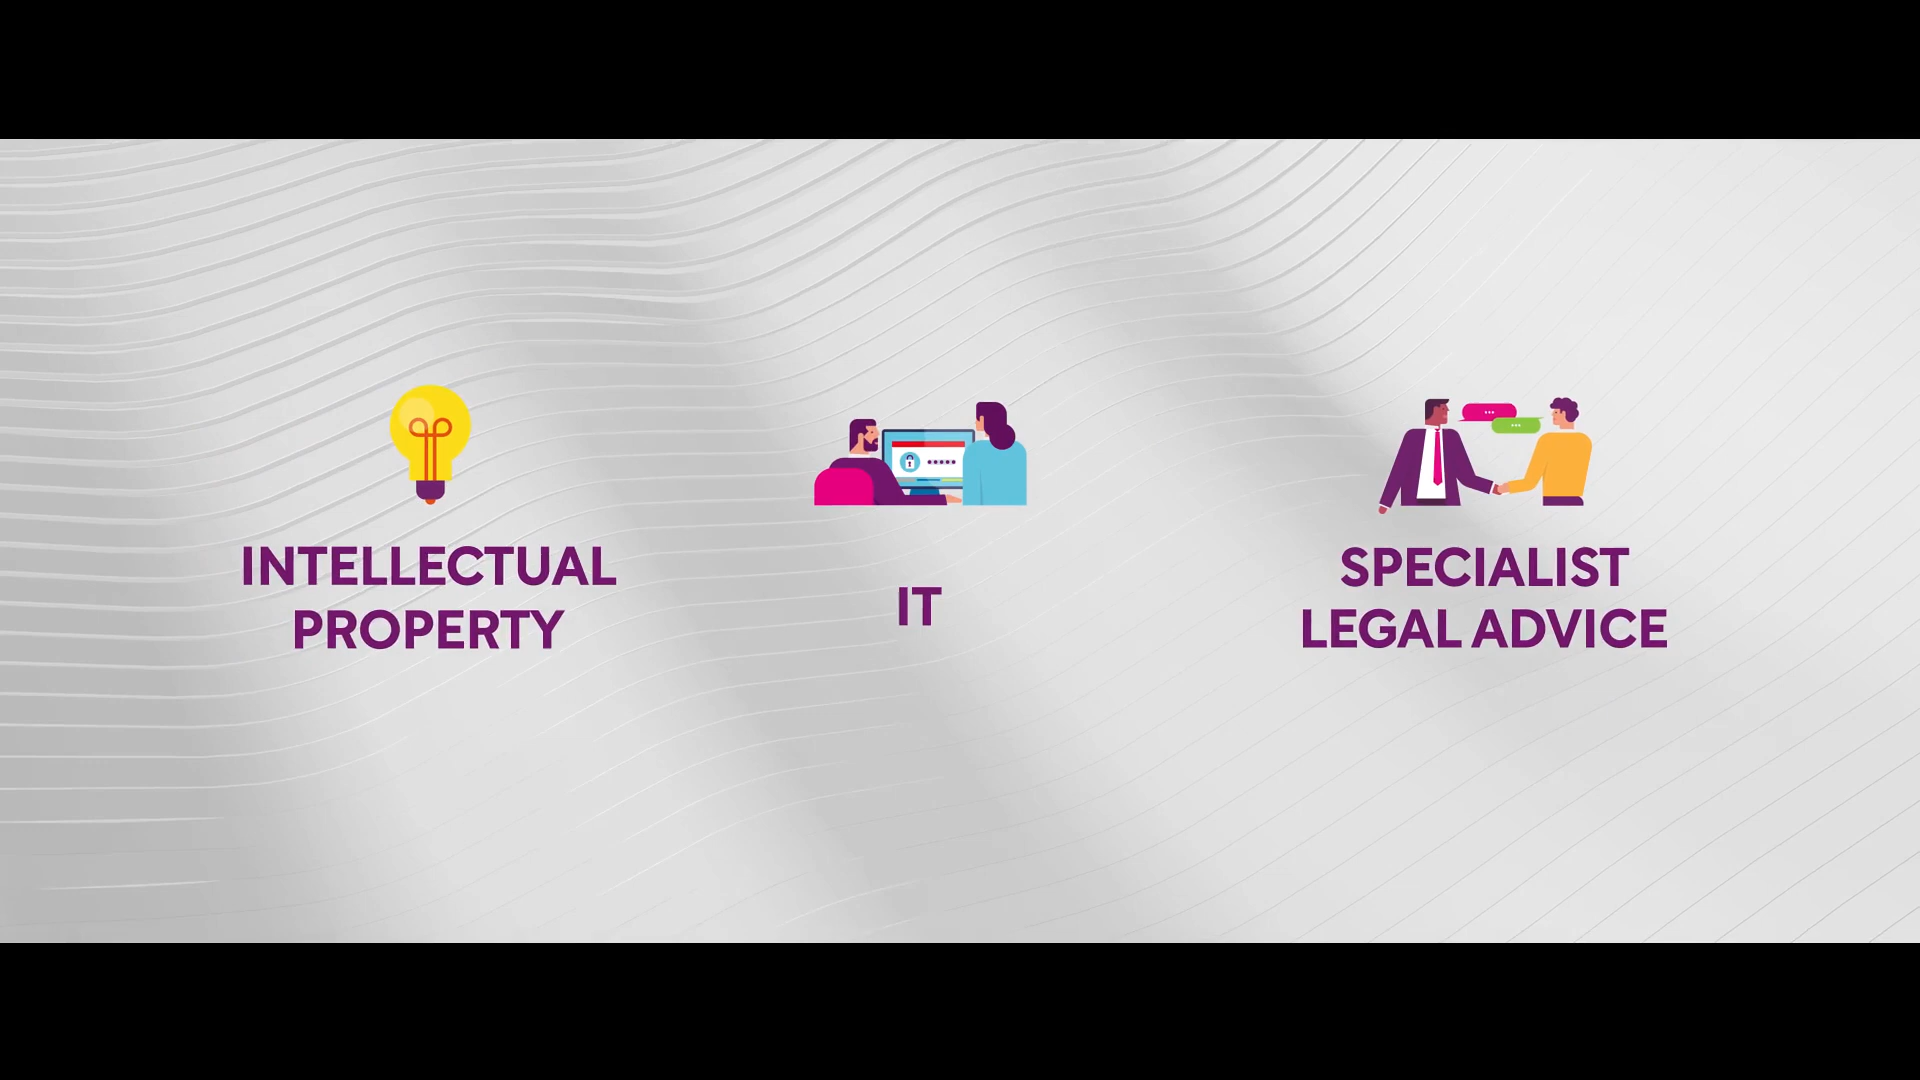 INTELLECTUAL
PROPERTY
IT
SPECIALIST
LEGAL ADVICE